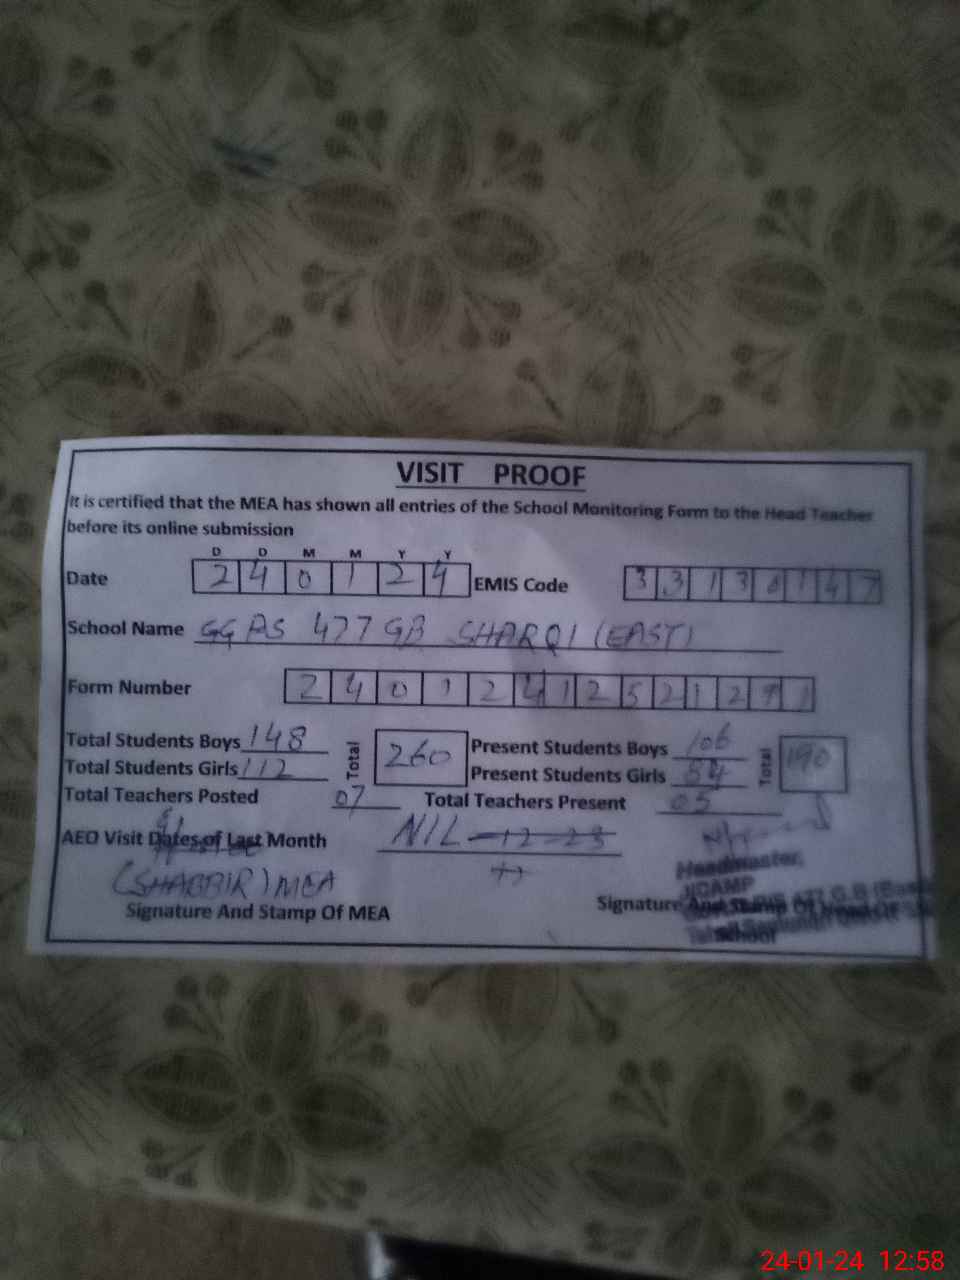 VISIT PROOF
It is certified that the MEA has shown all entries of the School Monitoring Form to the Head Teacher
before its online submission
D D M M Y Y
Date 2 4 0 1 2 4 EMIS Code 3 3 1 3 0 1 4 7
School Name GGPS 477 GB SHARQI (EAST)
Form Number 2 4 0 1 2 4 1 2 5 2 1 2 9 1
Total Students Boys 148 Total 260 Present Students Boys 106 Total 190
Total Students Girls 112 Present Students Girls 84
Total Teachers Posted 07 Total Teachers Present 05
AEO Visit Dates of Last Month NIL 12-23
(SHABBIR) MEA
Headmaster,
Signature And Stamp Of MEA Signature And Stamp Of Head Of
School
24-01-24 12:58